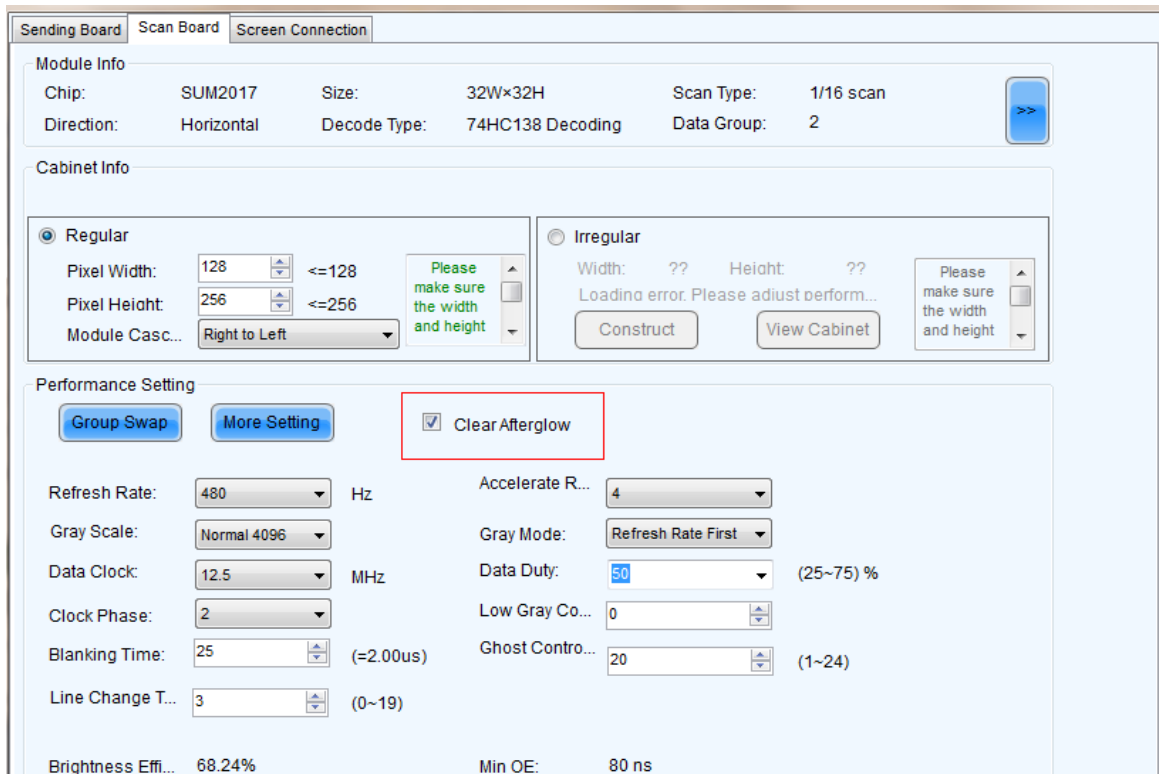 Sending Board Scan Board Screen Connection
Module Info
Chip: SUM2017 Size: 32W×32H Scan Type: 1/16 scan
>>
Direction: Horizontal Decode Type: 74HC138 Decoding Data Group: 2
Cabinet Info
Regular
Pixel Width: 128 <=128
Pixel Height: 256 <=256
Module Casc... Right to Left
Please
make sure
the width
and height
Irregular
Width: ?? Height: ??
Loading error. Please adjust perform...
Construct View Cabinet
Please
make sure
the width
and height
Performance Setting
Group Swap More Setting Clear Afterglow
Refresh Rate: 480 Hz Accelerate R... 4
Gray Scale: Normal 4096 Gray Mode: Refresh Rate First
Data Clock: 12.5 MHz Data Duty: 50 (25~75) %
Clock Phase: 2 Low Gray Co... 0
Blanking Time: 25 (=2.00us) Ghost Contro... 20 (1~24)
Line Change T... 3 (0~19)
Brightness Effi... 68.24% Min OE: 80 ns